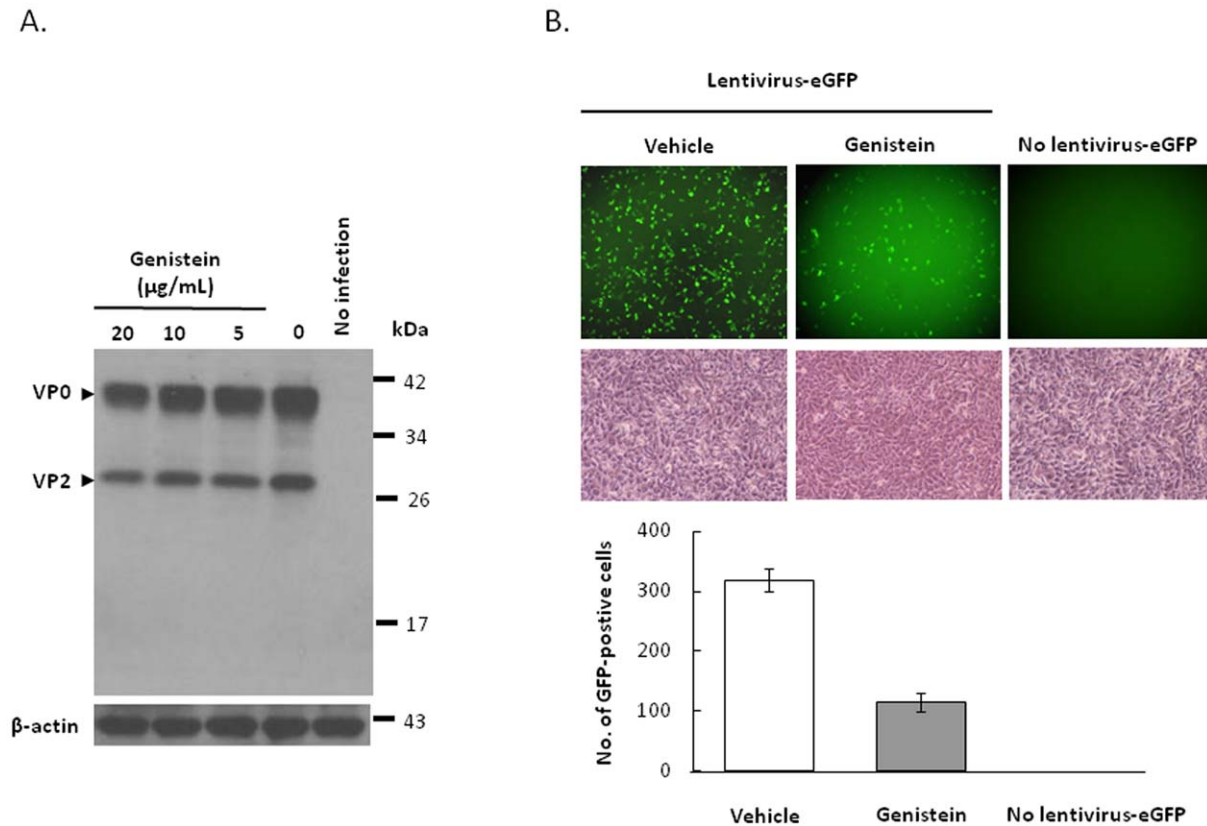 A.
Genistein
(µg/mL)
No infection
20 10 5 0 kDa
VP0
VP2
42
34
26
17
β-actin
43
B.
Lentivirus-eGFP
Vehicle Genistein No lentivirus-eGFP
No. of GFP-postive cells
400
300
200
100
0
Vehicle Genistein No lentivirus-eGFP